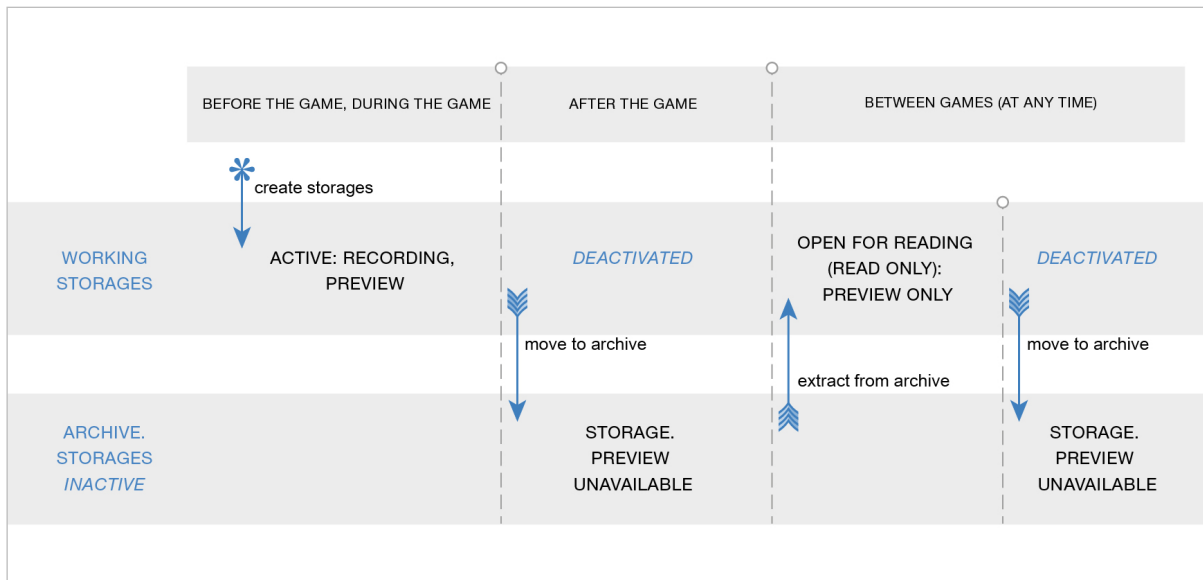 BEFORE THE GAME, DURING THE GAME
AFTER THE GAME
BETWEEN GAMES (AT ANY TIME)
create storages
WORKING
STORAGES
ACTIVE: RECORDING,
PREVIEW
DEACTIVATED
OPEN FOR READING
(READ ONLY):
PREVIEW ONLY
DEACTIVATED
move to archive
extract from archive
move to archive
ARCHIVE.
STORAGES
INACTIVE
STORAGE.
PREVIEW
UNAVAILABLE
STORAGE.
PREVIEW
UNAVAILABLE